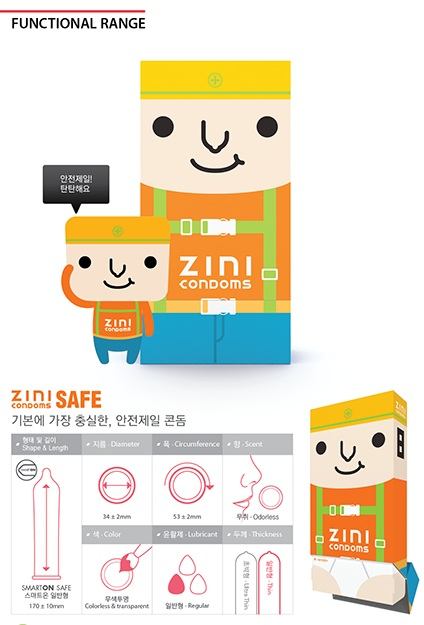 FUNCTIONAL RANGE
안전제일!
탄탄해요
ZINI
CONDOMS
ZINI
CONDOMS
ZINI
CONDOMS SAFE
기본에 가장 충실한, 안전제일 콘돔
형태 및 길이
Shape & Length
지름 · Diameter
폭 · Circumference
향 · Scent
34 ± 2mm
53 ± 2mm
무취 · Odorless
색 · Color
윤활제 · Lubricant
두께 · Thickness
SMARTON SAFE
스마트온 일반형
170 ± 10mm
무색투명
Colorless & transparent
일반형 · Regular
초박형 · Ultra Thin
일반형 · Thin
ZINI
CONDOMS
ZINI
CONDOMS